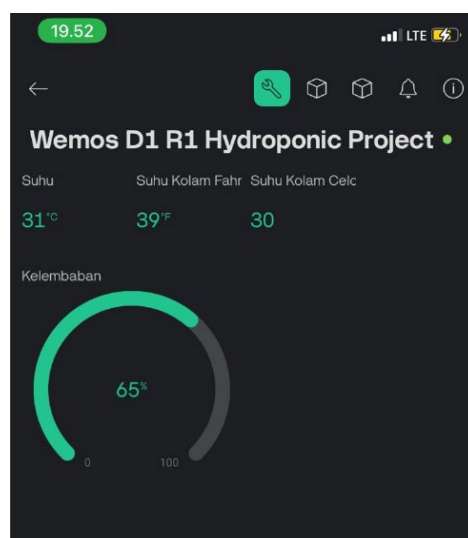 19.52 LTE
Wemos D1 R1 Hydroponic Project
Suhu Suhu Kolam Fahr Suhu Kolam Celc
31°C 39°F 30
Kelembaban
65%
0 100